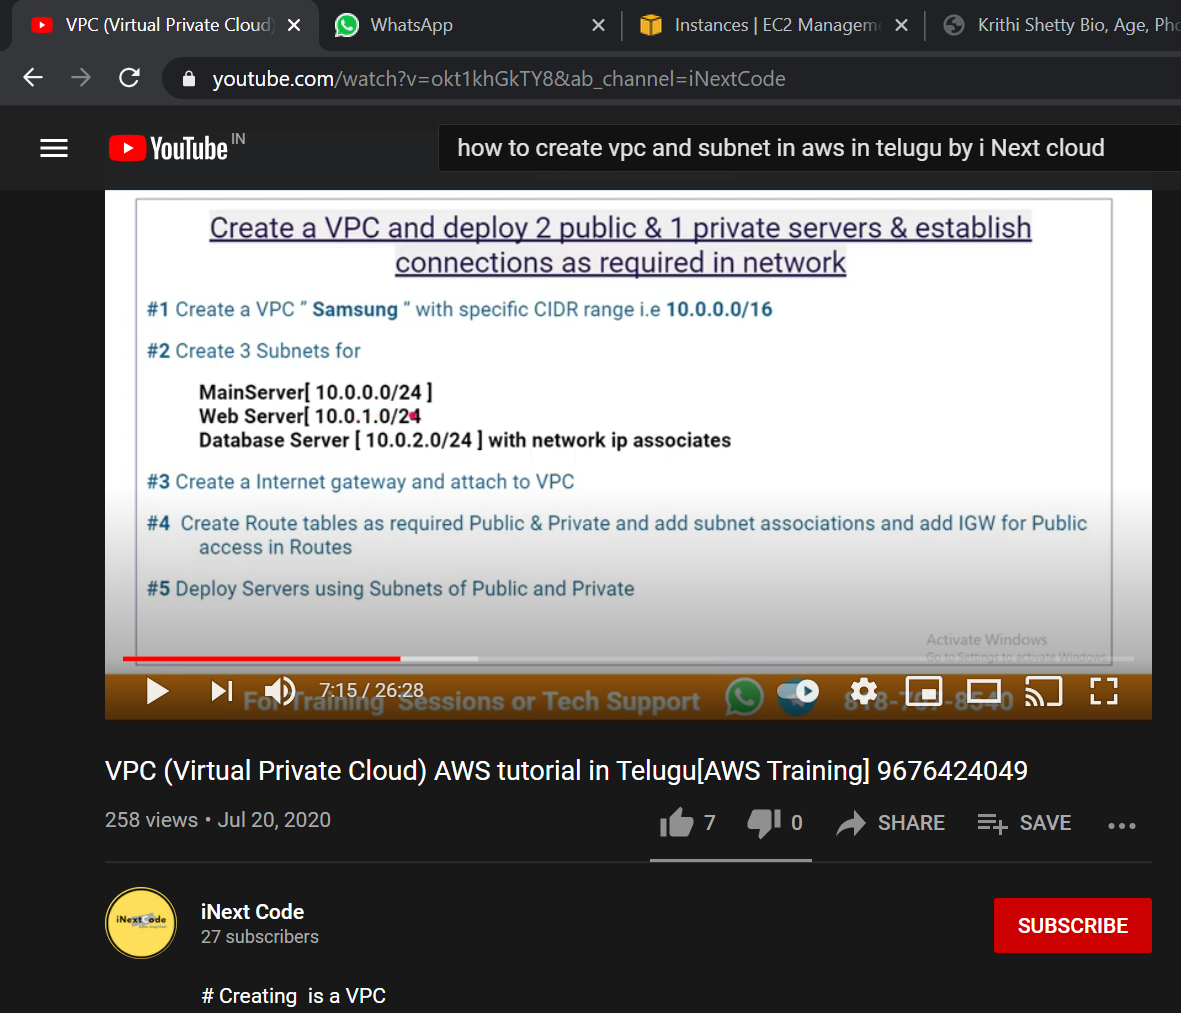 VPC (Virtual Private Cloud)
WhatsApp
Instances | EC2 Managem
Krithi Shetty Bio, Age, Ph
youtube.com/watch?v=okt1khGkTY8&ab_channel=iNextCode
YouTube IN
how to create vpc and subnet in aws in telugu by i Next cloud
Create a VPC and deploy 2 public & 1 private servers & establish
connections as required in network
#1 Create a VPC " Samsung " with specific CIDR range i.e 10.0.0.0/16
#2 Create 3 Subnets for
MainServer[ 10.0.0.0/24 ]
Web Server[ 10.0.1.0/24
Database Server [ 10.0.2.0/24 ] with network ip associates
#3 Create a Internet gateway and attach to VPC
#4 Create Route tables as required Public & Private and add subnet associations and add IGW for Public
access in Routes
#5 Deploy Servers using Subnets of Public and Private
Activate Windows
Go to Settings to activate Windows.
7:15 / 26:28
For Training Sessions or Tech Support
VPC (Virtual Private Cloud) AWS tutorial in Telugu[AWS Training] 9676424049
258 views • Jul 20, 2020
7
0
SHARE
SAVE
iNextCode
iNext Code
27 subscribers
SUBSCRIBE
# Creating is a VPC